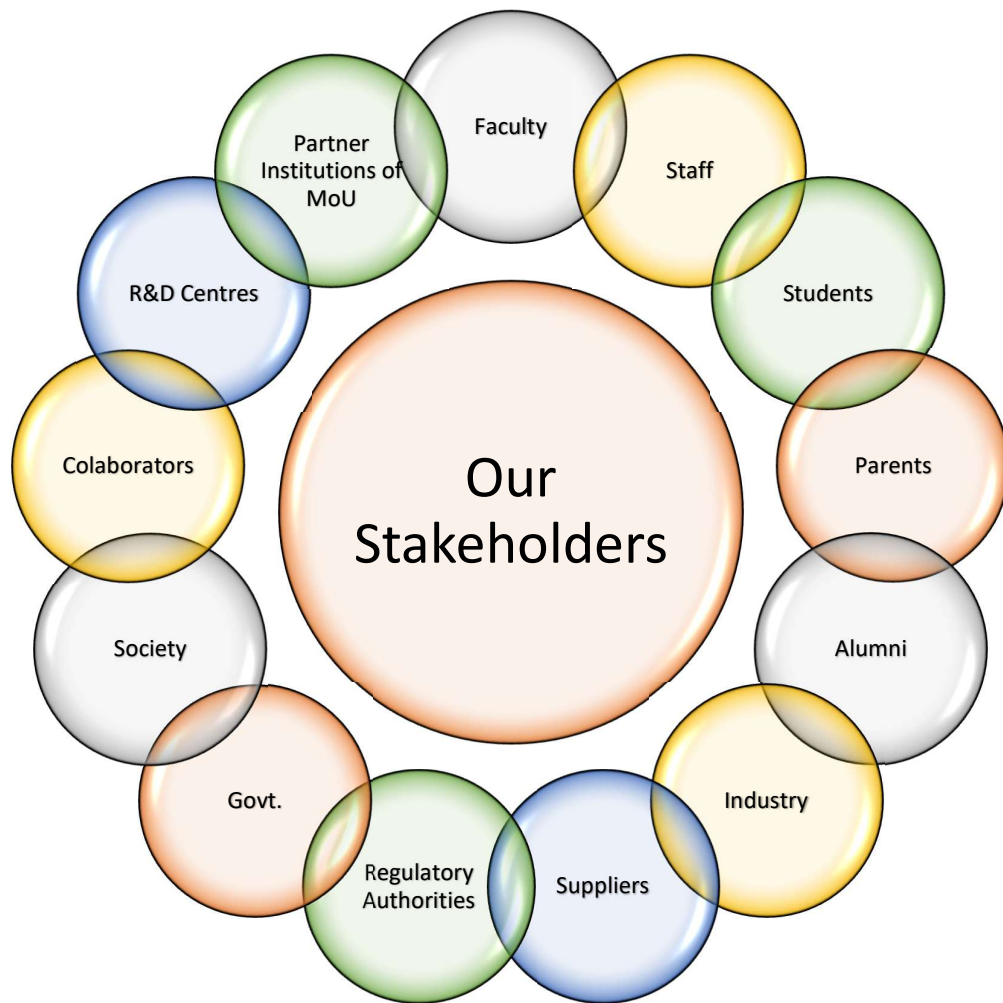 Our
Stakeholders
Faculty
Staff
Students
Parents
Alumni
Industry
Suppliers
Regulatory
Authorities
Govt.
Society
Colaborators
R&D Centres
Partner
Institutions of
MoU